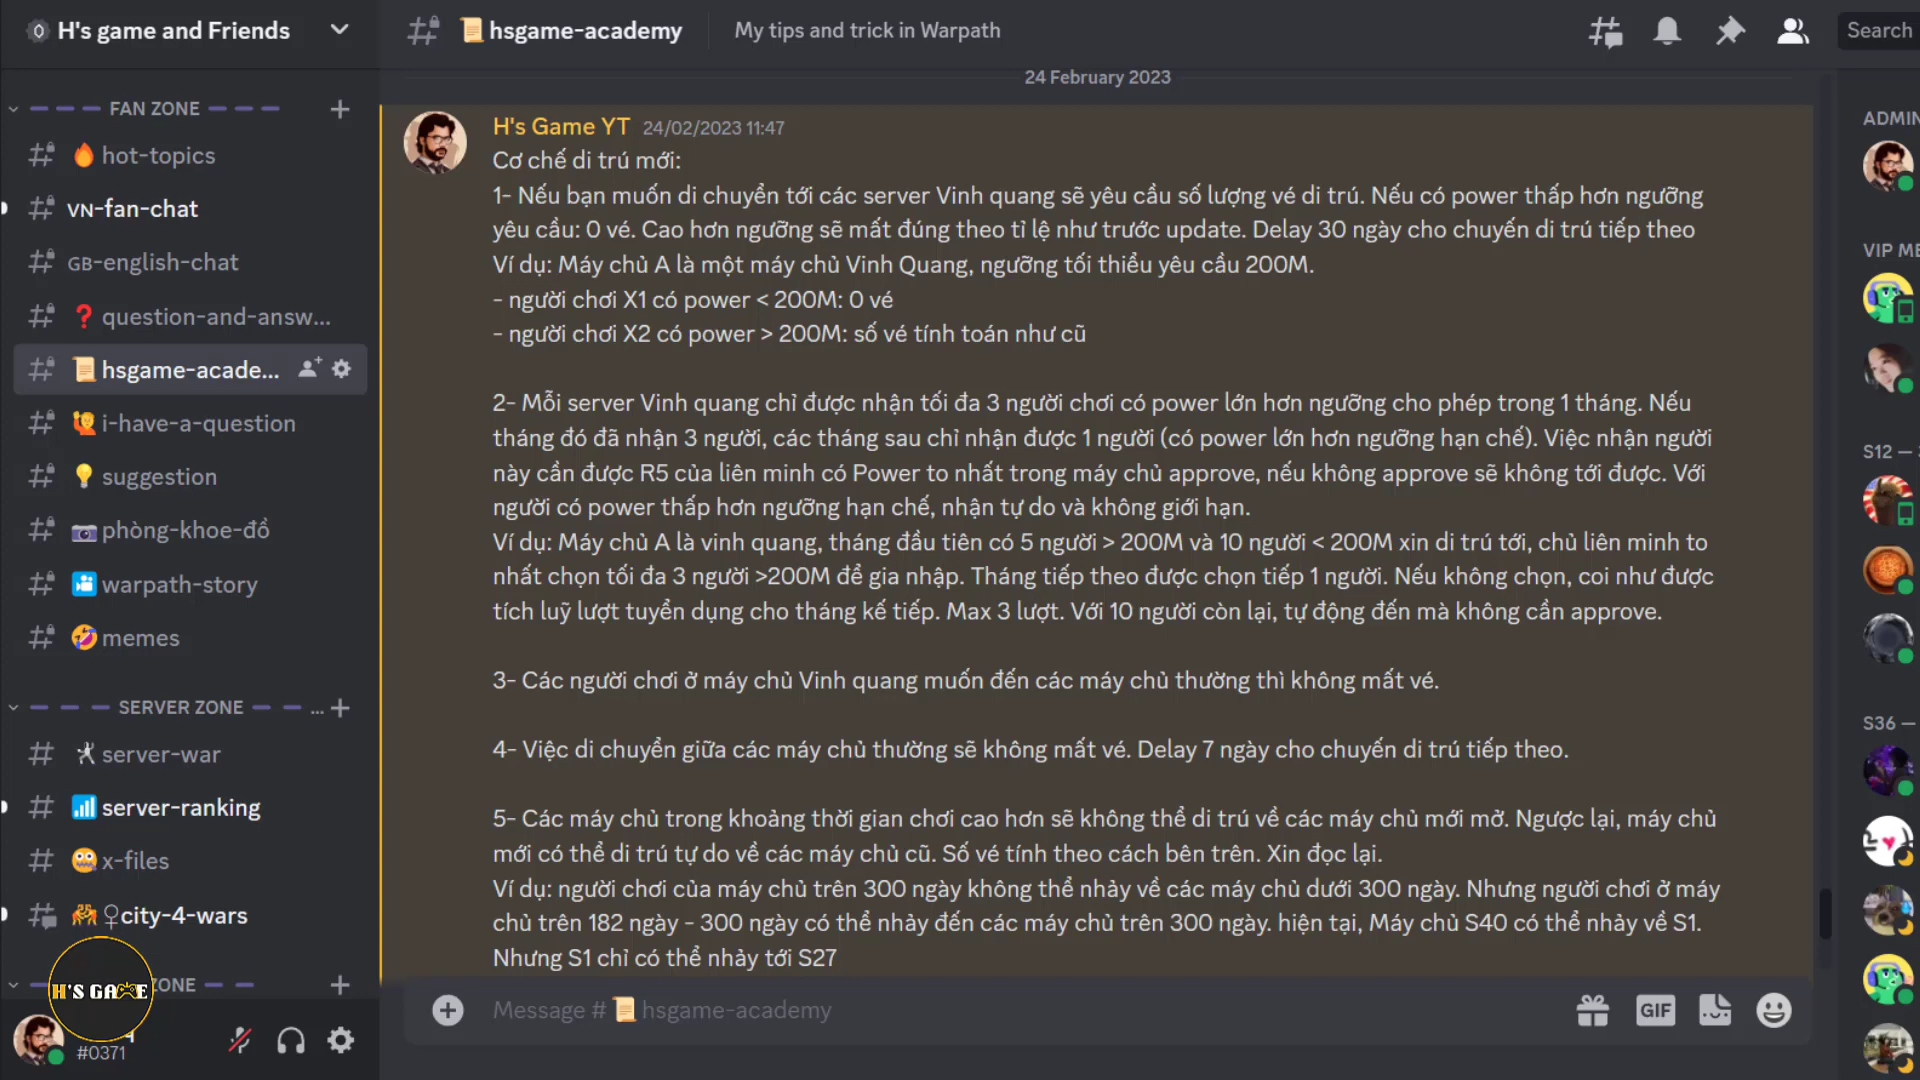 H's game and Friends
hsgame-academy
My tips and trick in Warpath
Search
24 February 2023
FAN ZONE
hot-topics
VN-fan-chat
GB-english-chat
question-and-answ...
hsgame-acade...
i-have-a-question
suggestion
phòng-khoe-đồ
warpath-story
memes
SERVER ZONE
...
server-war
server-ranking
x-files
city-4-wars
ZONE
H'S GAME
#0371
H's Game YT 24/02/2023 11:47
Cơ chế di trú mới:
1- Nếu bạn muốn di chuyển tới các server Vinh quang sẽ yêu cầu số lượng vé di trú. Nếu có power thấp hơn ngưỡng
yêu cầu: 0 vé. Cao hơn ngưỡng sẽ mất đúng theo tỉ lệ như trước update. Delay 30 ngày cho chuyến di trú tiếp theo
Ví dụ: Máy chủ A là một máy chủ Vinh Quang, ngưỡng tối thiểu yêu cầu 200M.
- người chơi X1 có power < 200M: 0 vé
- người chơi X2 có power > 200M: số vé tính toán như cũ
2- Mỗi server Vinh quang chỉ được nhận tối đa 3 người chơi có power lớn hơn ngưỡng cho phép trong 1 tháng. Nếu
tháng đó đã nhận 3 người, các tháng sau chỉ nhận được 1 người (có power lớn hơn ngưỡng hạn chế). Việc nhận người
này cần được R5 của liên minh có Power to nhất trong máy chủ approve, nếu không approve sẽ không tới được. Với
người có power thấp hơn ngưỡng hạn chế, nhận tự do và không giới hạn.
Ví dụ: Máy chủ A là vinh quang, tháng đầu tiên có 5 người > 200M và 10 người < 200M xin di trú tới, chủ liên minh to
nhất chọn tối đa 3 người >200M để gia nhập. Tháng tiếp theo được chọn tiếp 1 người. Nếu không chọn, coi như được
tích luỹ lượt tuyển dụng cho tháng kế tiếp. Max 3 lượt. Với 10 người còn lại, tự động đến mà không cần approve.
3- Các người chơi ở máy chủ Vinh quang muốn đến các máy chủ thường thì không mất vé.
4- Việc di chuyển giữa các máy chủ thường sẽ không mất vé. Delay 7 ngày cho chuyến di trú tiếp theo.
5- Các máy chủ trong khoảng thời gian chơi cao hơn sẽ không thể di trú về các máy chủ mới mở. Ngược lại, máy chủ
mới có thể di trú tự do về các máy chủ cũ. Số vé tính theo cách bên trên. Xin đọc lại.
Ví dụ: người chơi của máy chủ trên 300 ngày không thể nhảy về các máy chủ dưới 300 ngày. Nhưng người chơi ở máy
chủ trên 182 ngày - 300 ngày có thể nhảy đến các máy chủ trên 300 ngày. hiện tại, Máy chủ S40 có thể nhảy về S1.
Nhưng S1 chỉ có thể nhảy tới S27
Message # hsgame-academy
GIF
ADMIN
VIP ME
S12 —
S36 —